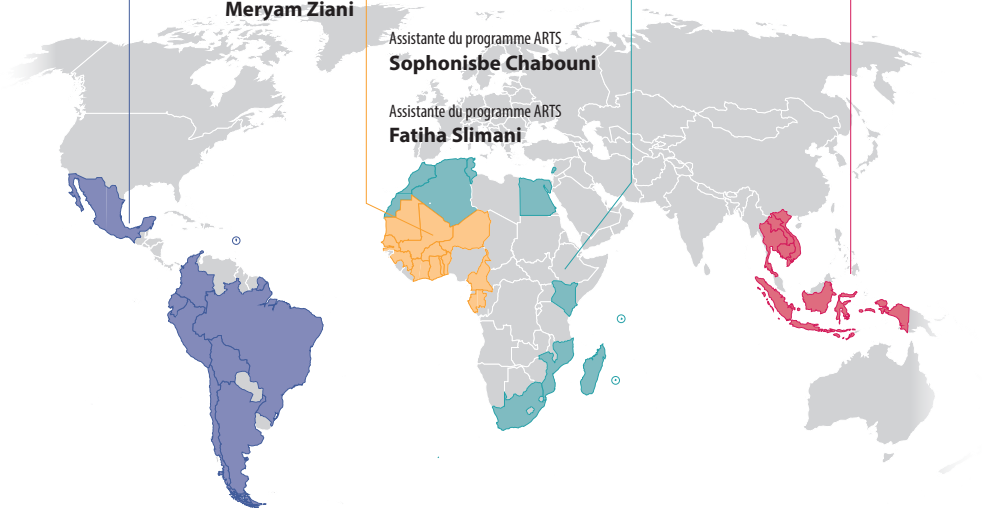 Meryam Ziani
Assistante du programme ARTS
Sophonisbe Chabouni
Assistante du programme ARTS
Fatiha Slimani